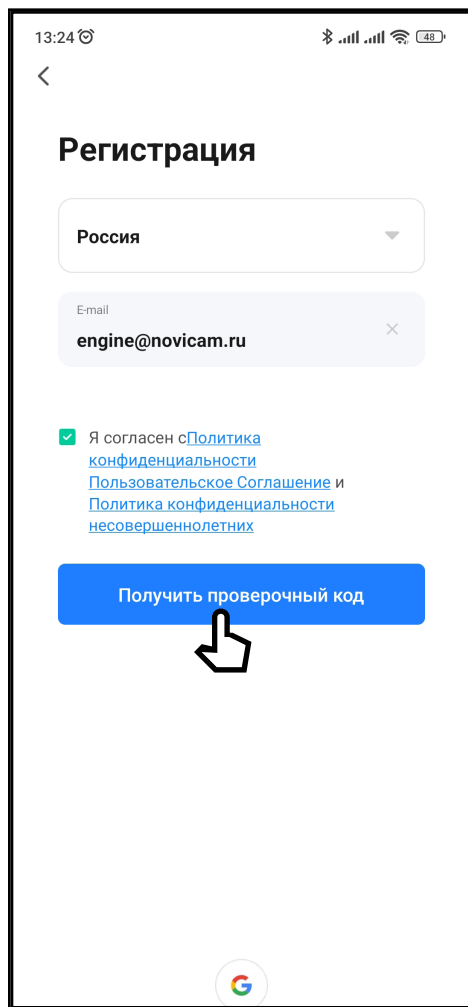 13:24
48
Регистрация
Россия
E-mail
engine@novicam.ru
Я согласен сПолитика
конфиденциальности
Пользовательское Соглашение и
Политика конфиденциальности
несовершеннолетних
Получить проверочный код
G